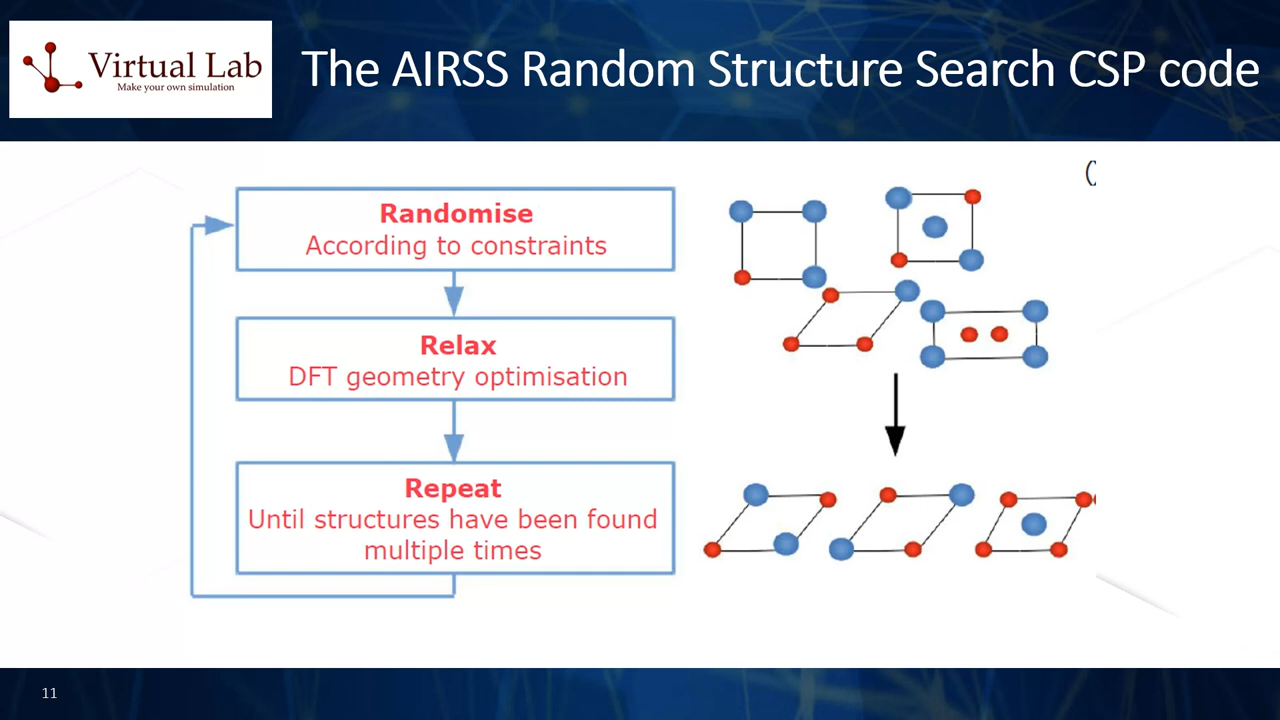 Virtual Lab
Make your own simulation
The AIRSS Random Structure Search CSP code
(
Randomise
According to constraints
Relax
DFT geometry optimisation
Repeat
Until structures have been found
multiple times
11